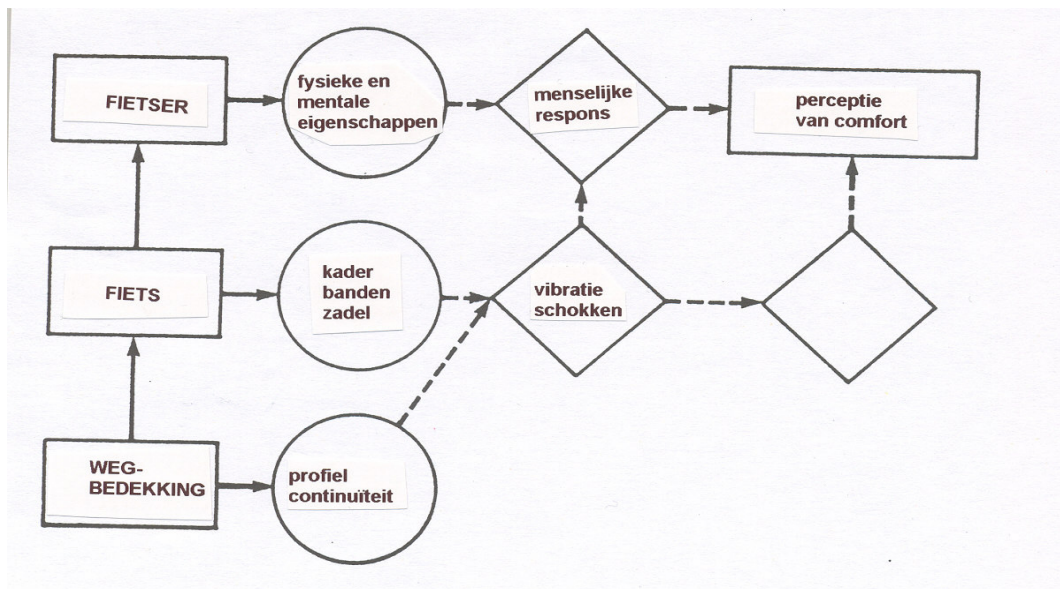 FIETSER
fysieke en
mentale
eigenschappen
menselijke
respons
perceptie
van comfort
FIETS
kader
banden
zadel
vibratie
schokken
WEG-
BEDEKKING
profiel
continuïteit